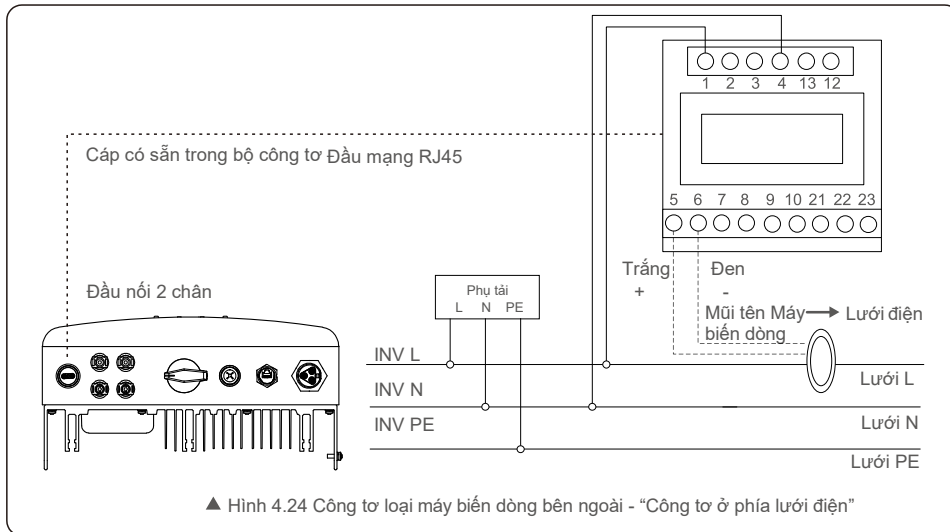 1 2 3 4 13 12
Cáp có sẵn trong bộ công tơ Đầu mạng RJ45
5 6 7 8 9 10 21 22 23
Trắng Đen
+ -
Mũi tên Máy biến dòng
Lưới điện
Đầu nối 2 chân
Phụ tải
L N PE
INV L
Lưới L
INV N
Lưới N
INV PE
Lưới PE
▲ Hình 4.24 Công tơ loại máy biến dòng bên ngoài - “Công tơ ở phía lưới điện”